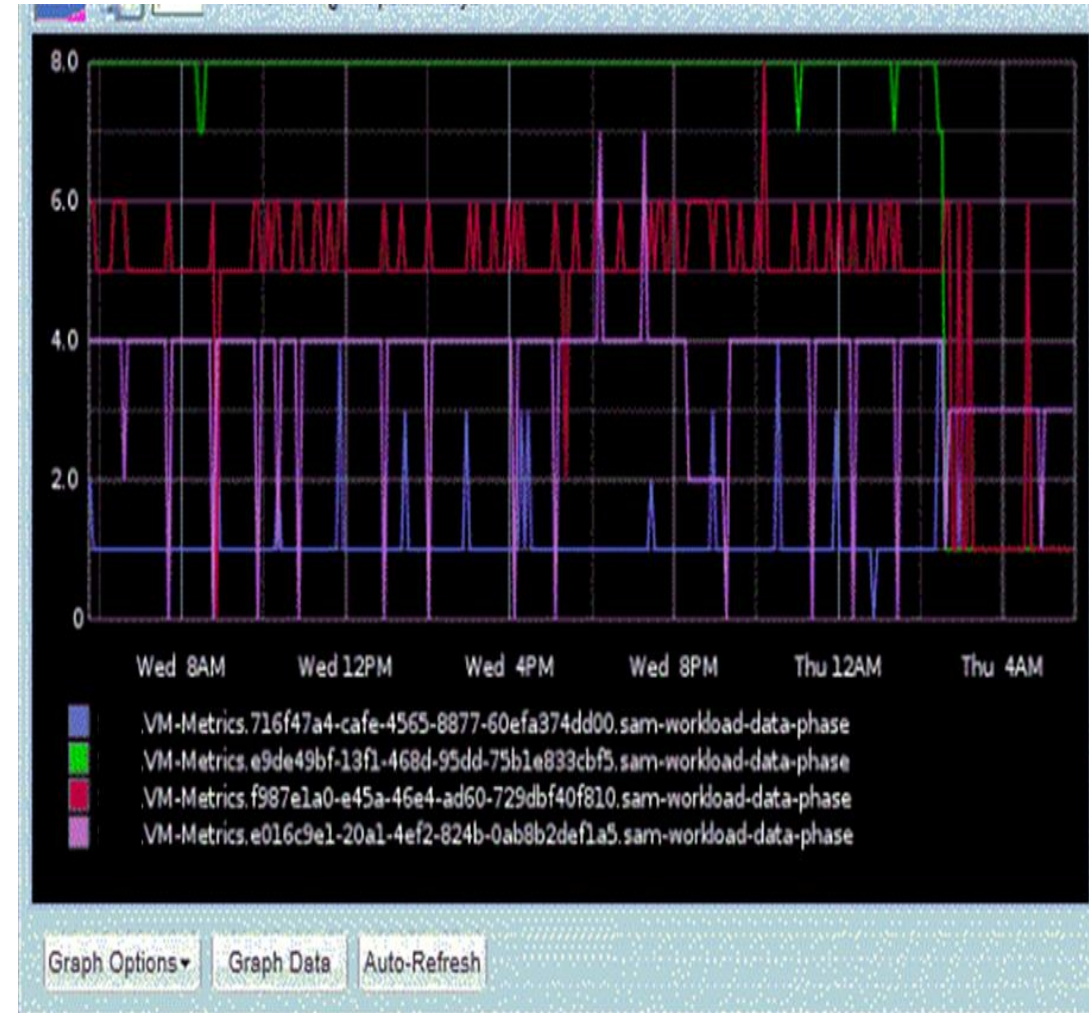 8.0
6.0
4.0
2.0
0
Wed 8AM Wed 12PM Wed 4PM Wed 8PM Thu 12AM Thu 4AM
.VM-Metrics.716f47a4-cafe-4565-8877-60efa374dd00.sam-workload-data-phase
.VM-Metrics.e9de49bf-13f1-468d-95dd-75b1e833cbf5.sam-workload-data-phase
.VM-Metrics.f987e1a0-e45a-46e4-ad60-729dbf40f810.sam-workload-data-phase
.VM-Metrics.e016c9e1-20a1-4ef2-824b-0ab8b2def1a5.sam-workload-data-phase
Graph Options Graph Data Auto-Refresh